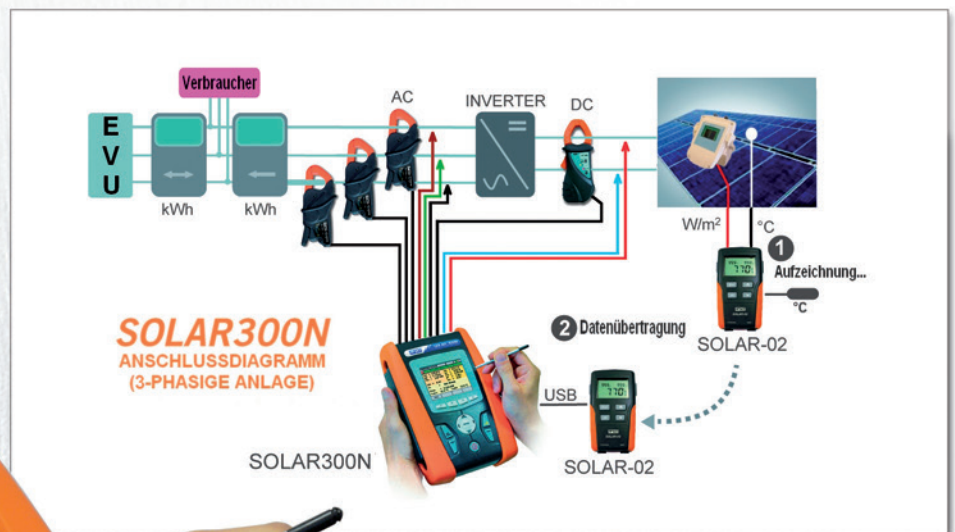 Verbraucher
AC
INVERTER
DC
E
V
U
kWh
kWh
W/m²
°C
1
Aufzeichnung...
°C
SOLAR-02
SOLAR300N
ANSCHLUSSDIAGRAMM
(3-PHASIGE ANLAGE)
2 Datenübertragung
USB
SOLAR300N
SOLAR-02